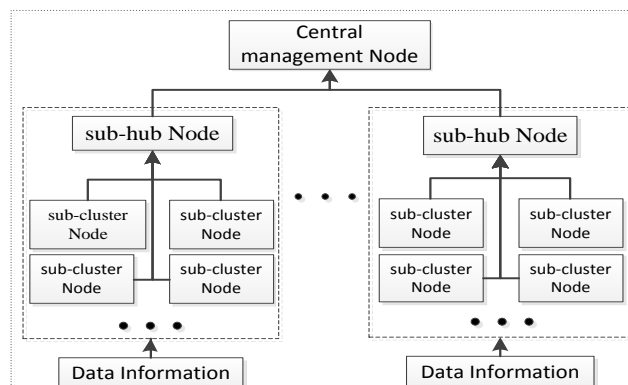 Central
management Node
sub-hub Node
sub-hub Node
sub-cluster
Node
sub-cluster
Node
sub-cluster
Node
sub-cluster
Node
sub-cluster
Node
sub-cluster
Node
sub-cluster
Node
sub-cluster
Node
Data Information
Data Information